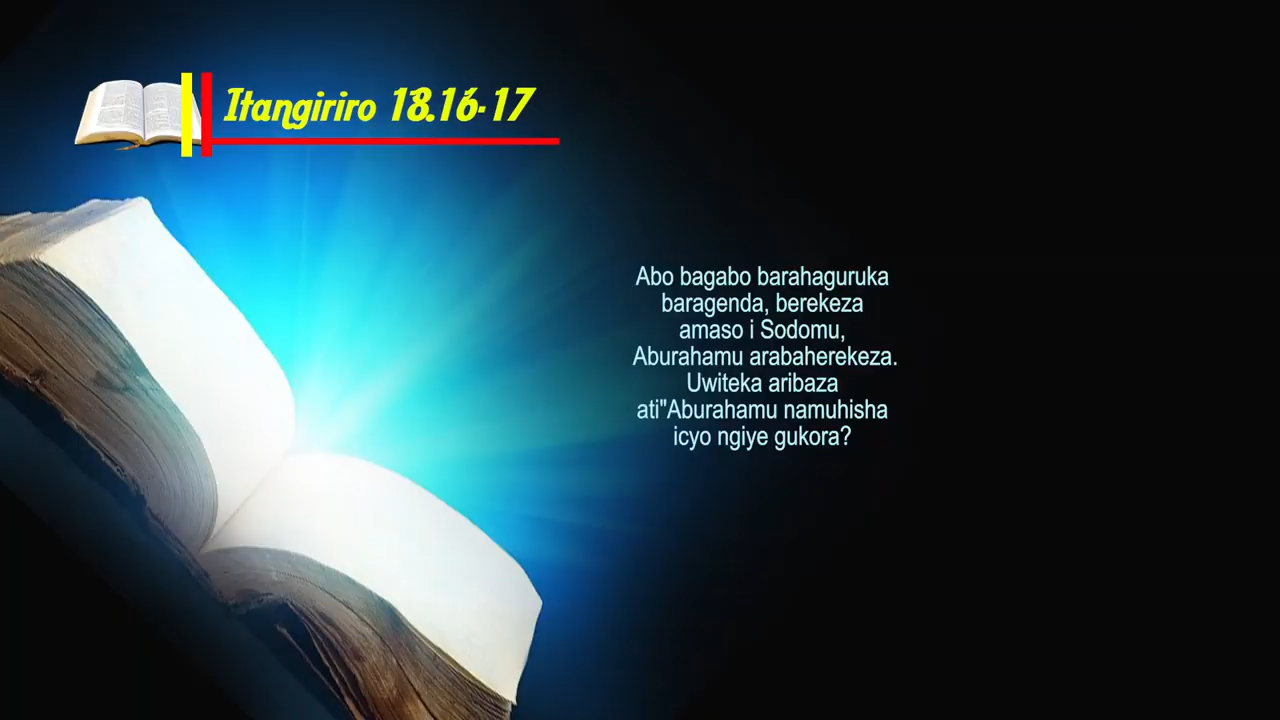 Itangiriro 18.16-17
Abo bagabo barahaguruka
baragenda, berekeza
amaso i Sodomu,
Aburahamu arabaherekeza.
Uwiteka aribaza
ati"Aburahamu namuhisha
icyo ngiye gukora?